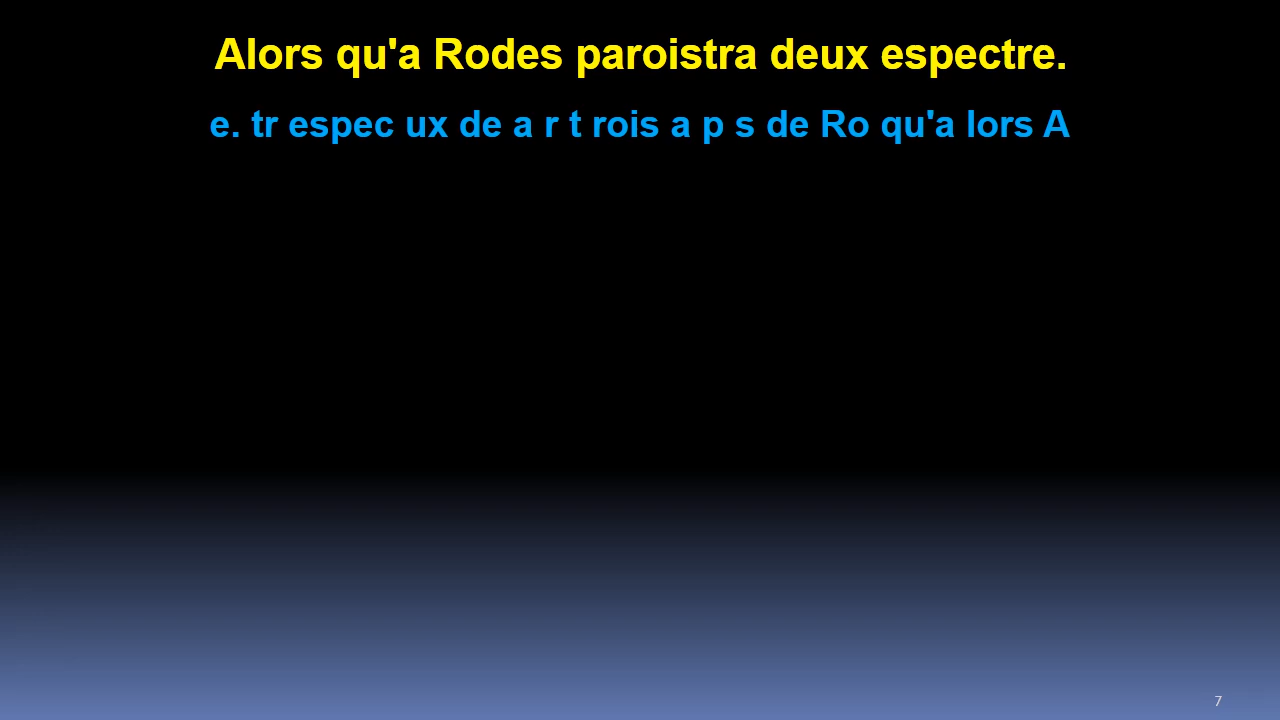 Alors qu'a Rodes paroistra deux espectre.
e. tr espec ux de a r t rois a p s de Ro qu'a lors A
7